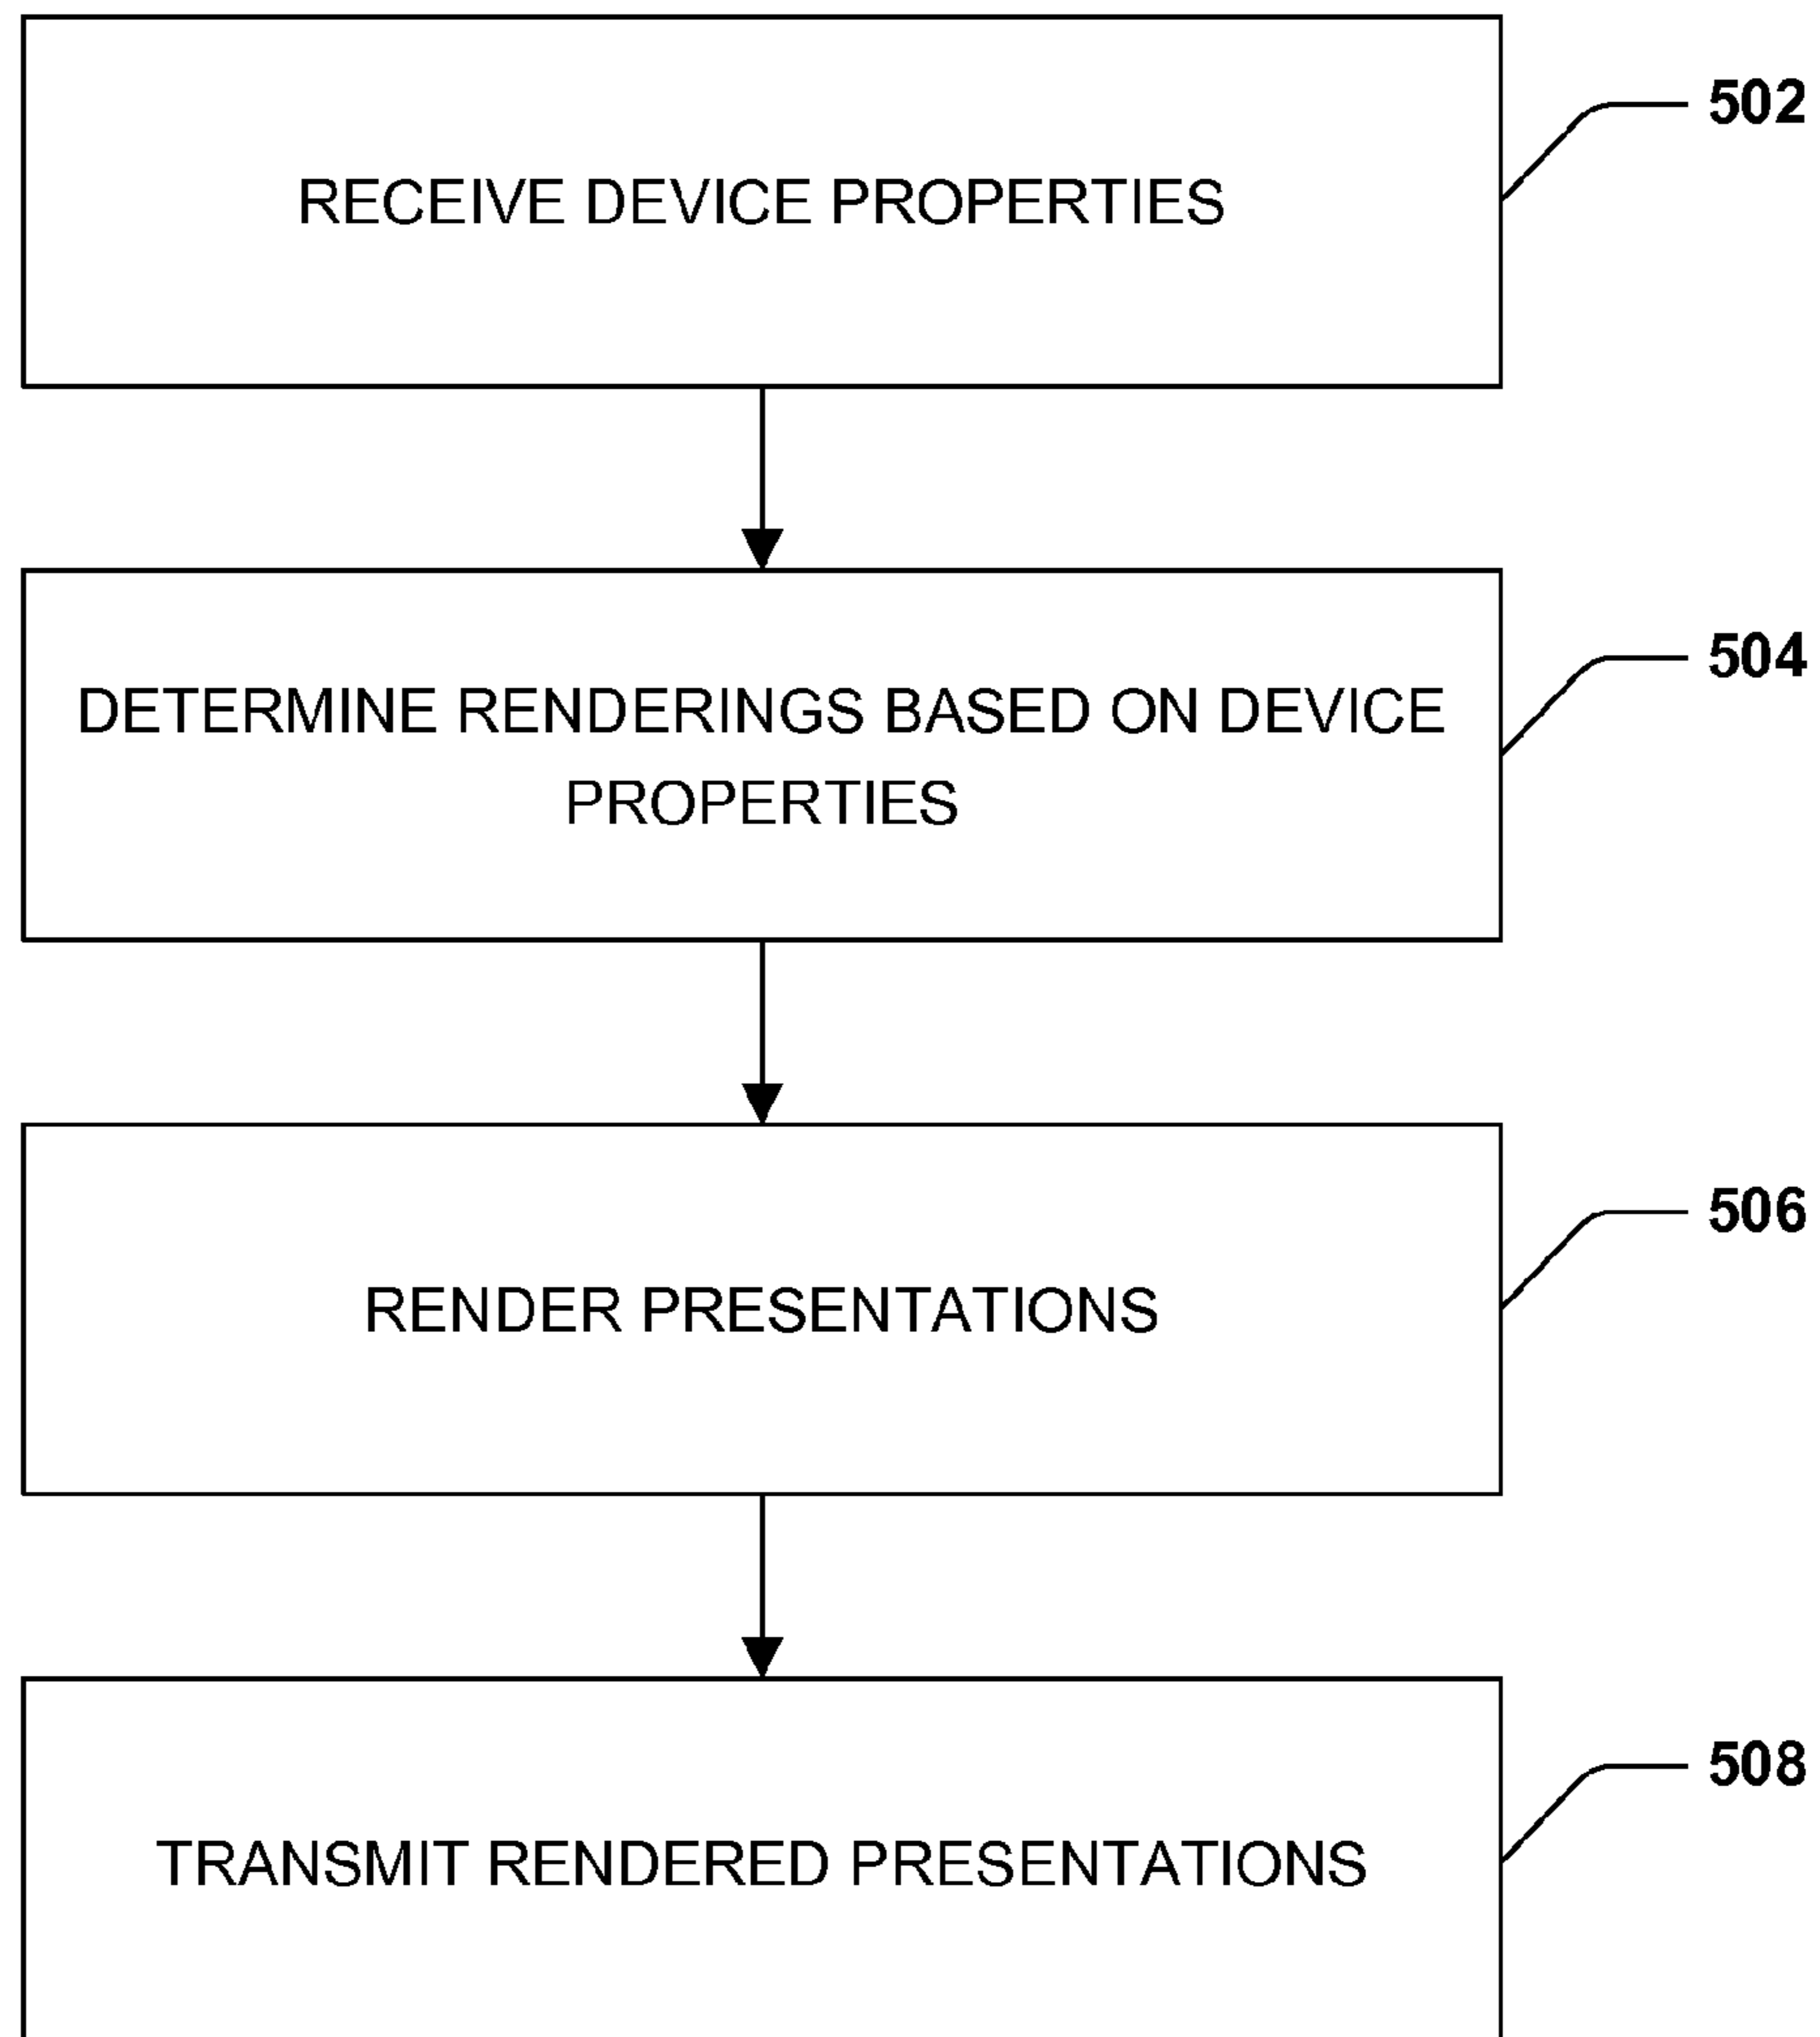 RECEIVE DEVICE PROPERTIES
502
DETERMINE RENDERINGS BASED ON DEVICE
PROPERTIES
504
RENDER PRESENTATIONS
506
TRANSMIT RENDERED PRESENTATIONS
508